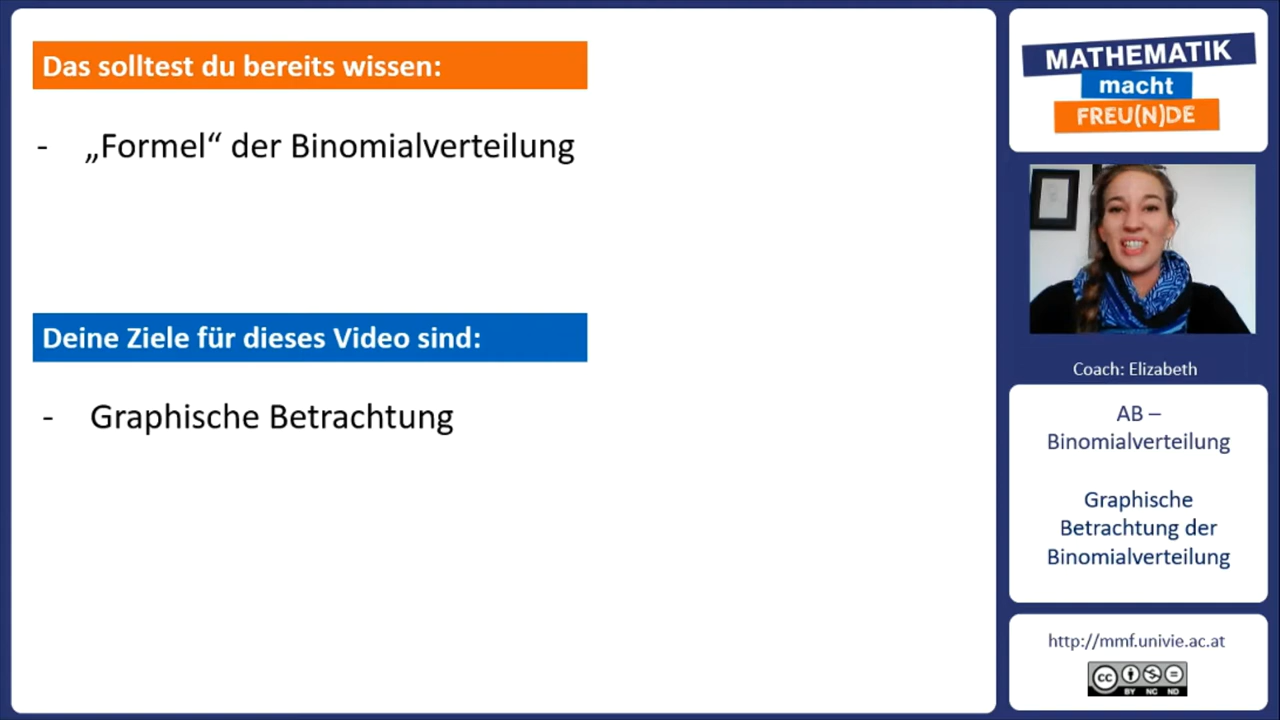 Das solltest du bereits wissen:
- „Formel“ der Binomialverteilung
Deine Ziele für dieses Video sind:
- Graphische Betrachtung
MATHEMATIK
macht
FREU(N)DE
Coach: Elizabeth
AB –
Binomialverteilung
Graphische
Betrachtung der
Binomialverteilung
http://mmf.univie.ac.at
cc
BY NC ND